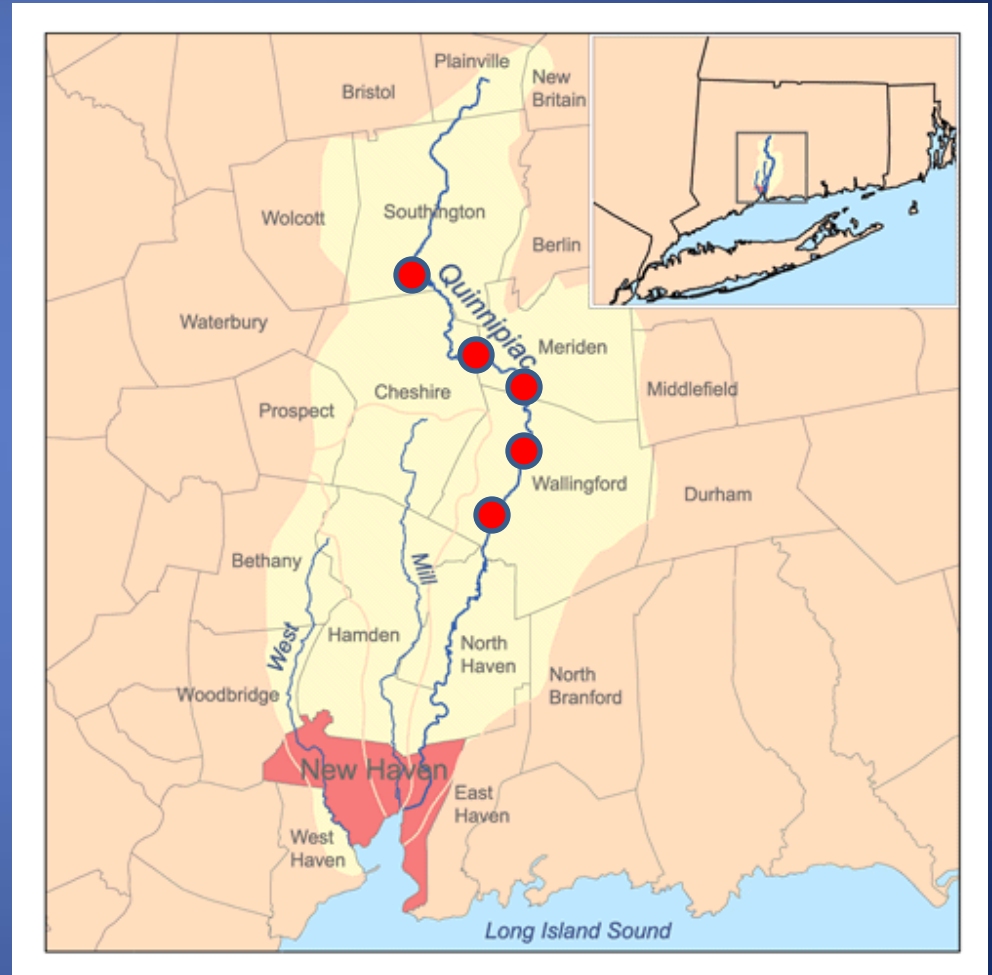 Plainville
Bristol
New
Britain
Wolcott
Southington
Berlin
Quinnipiac
Waterbury
Meriden
Cheshire
Middlefield
Prospect
Wallingford
Durham
Bethany
Mill
West
Hamden
North
Haven
North
Branford
Woodbridge
New Haven
East
Haven
West
Haven
Long Island Sound